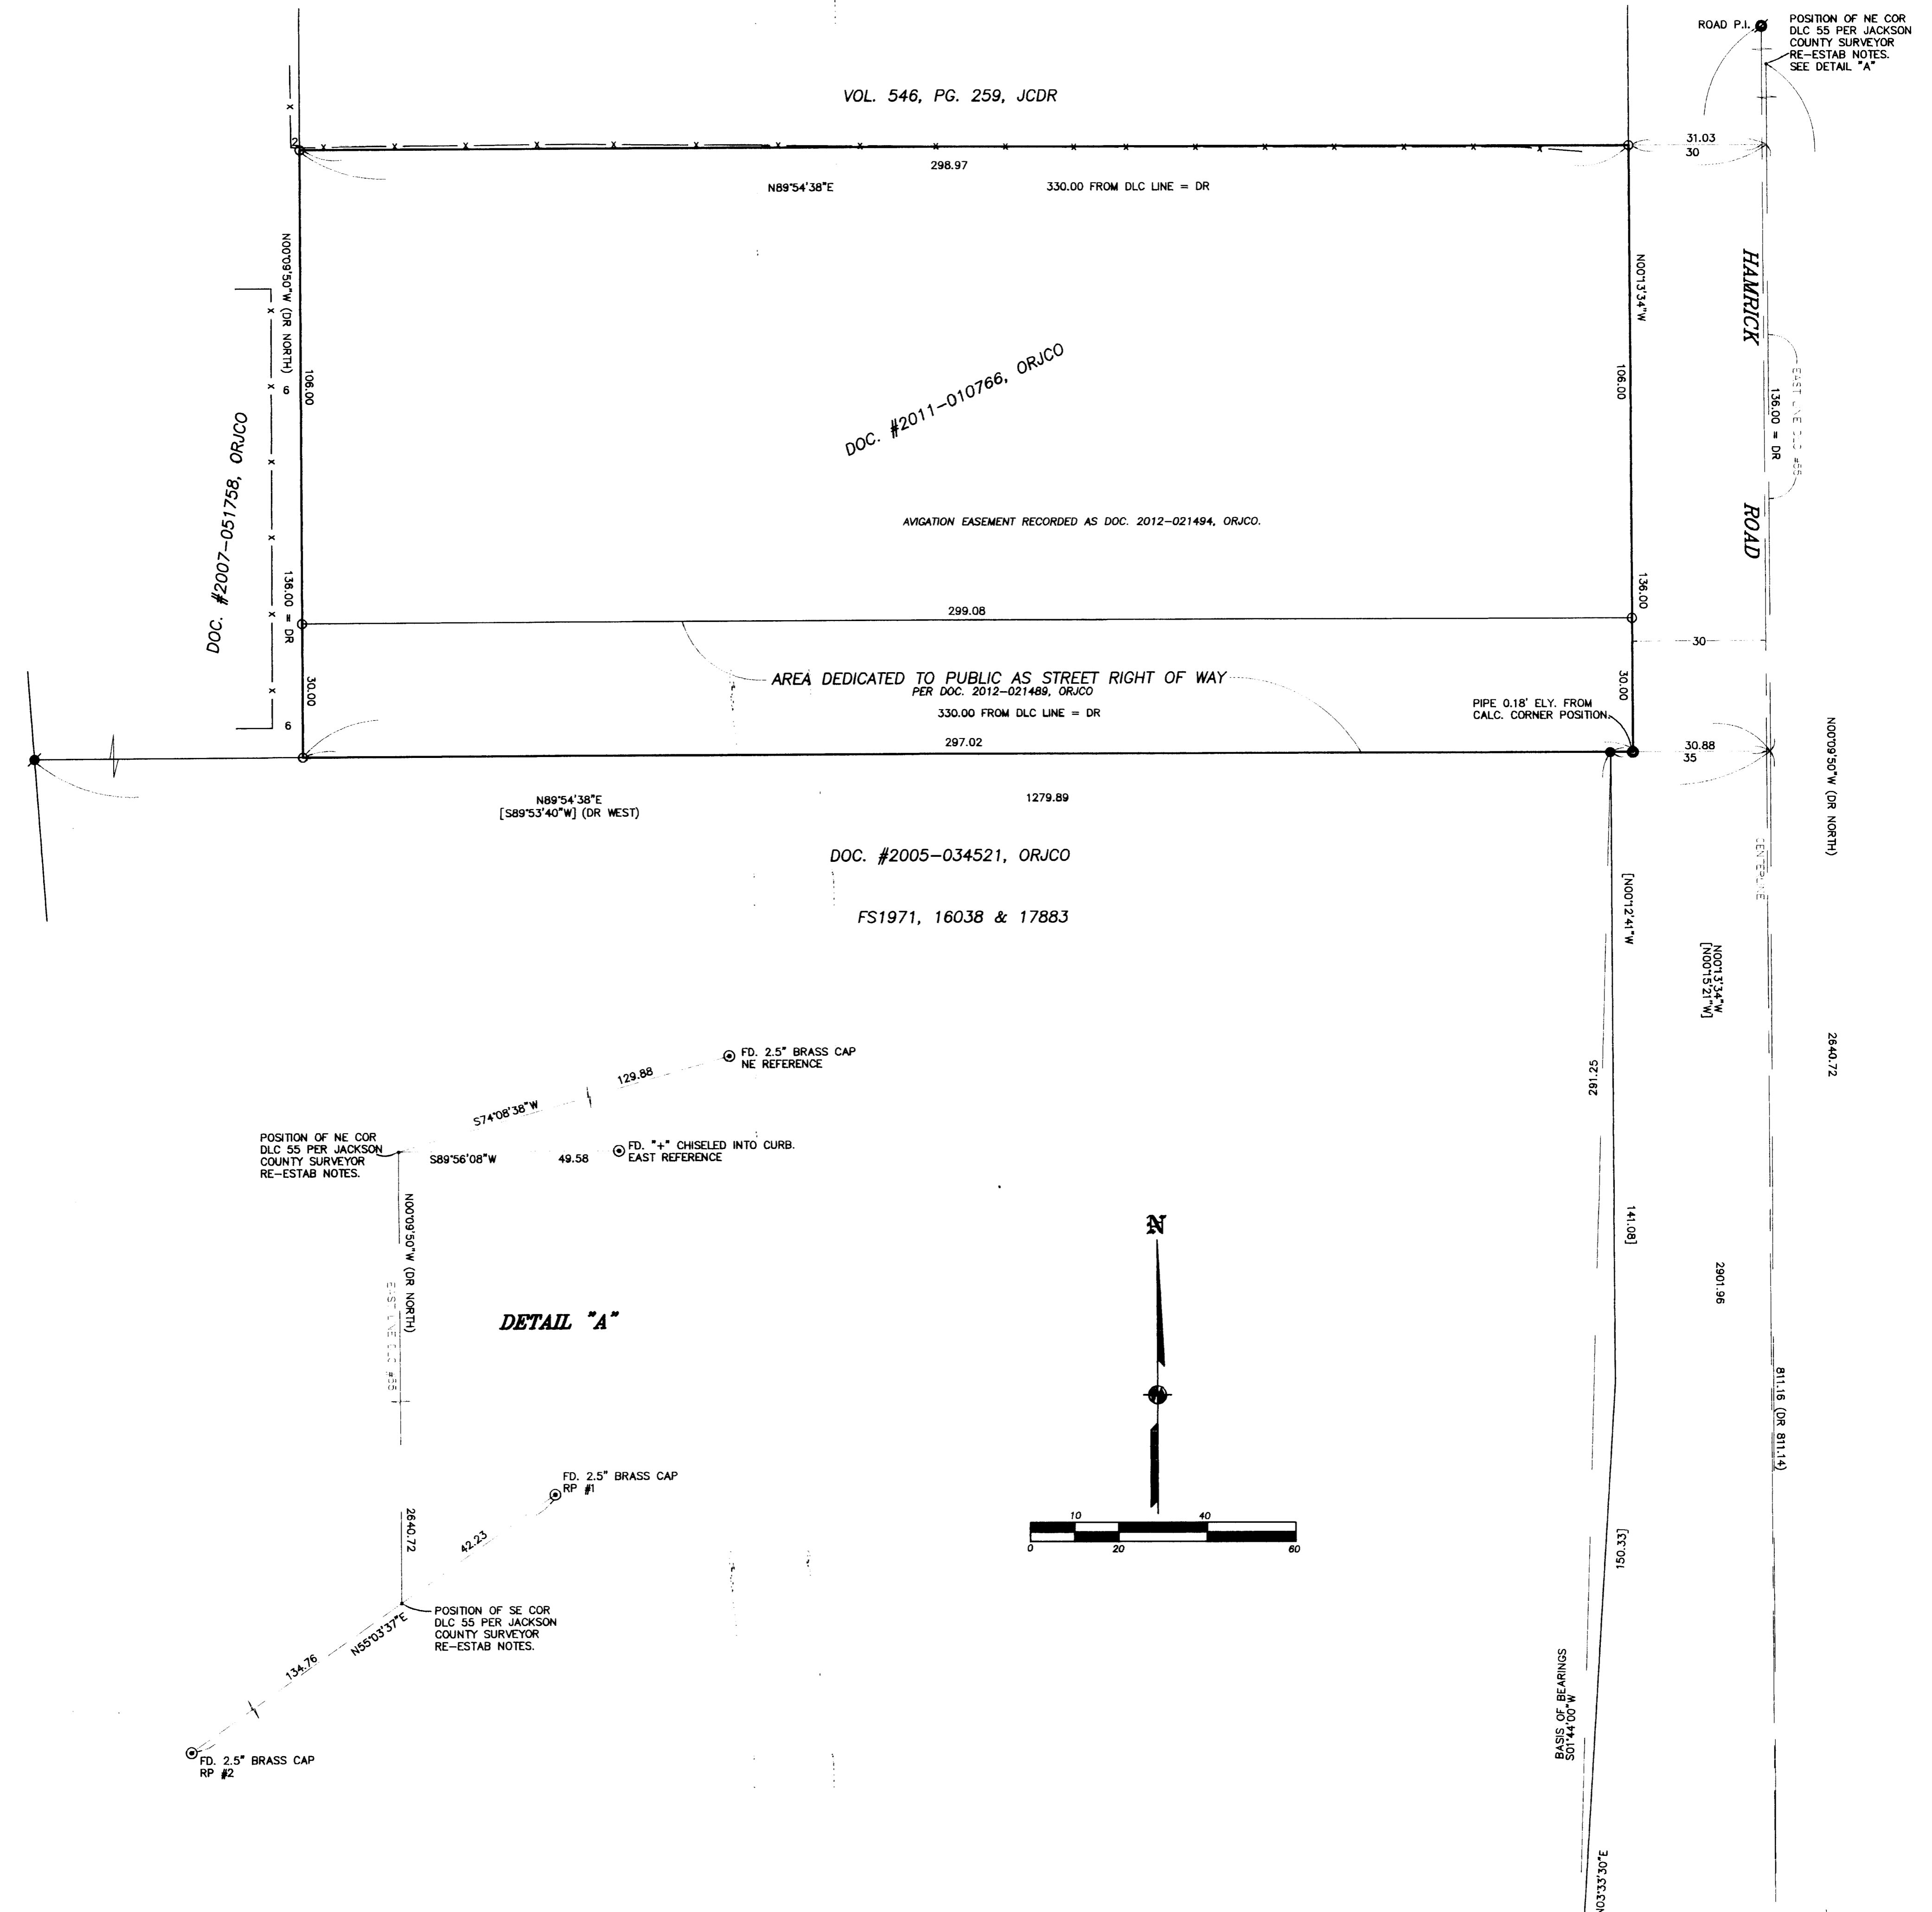 ROAD P.I.
POSITION OF NE COR
DLC 55 PER JACKSON
COUNTY SURVEYOR
RE-ESTAB NOTES.
SEE DETAIL "A"
VOL. 546, PG. 259, JCDR
2
298.97
31.03
30
N89°54'38"E
330.00 FROM DLC LINE = DR
N00°09'50"W (DR NORTH)
6
106.00
N00°13'34"W
106.00
HAMRICK
ROAD
EAST LINE DLC #55
136.00 = DR
DOC. #2011-010766, ORJCO
DOC. #2007-051758, ORJCO
AVIGATION EASEMENT RECORDED AS DOC. 2012-021494, ORJCO.
136.00 = DR
136.00
299.08
30
30.00
30.00
AREA DEDICATED TO PUBLIC AS STREET RIGHT OF WAY
PER DOC. 2012-021489, ORJCO
330.00 FROM DLC LINE = DR
PIPE 0.18' ELY. FROM
CALC. CORNER POSITION.
6
297.02
30.88
35
N00°09'50"W (DR NORTH)
N89°54'38"E
[S89°53'40"W] (DR WEST)
1279.89
CENTERLINE
DOC. #2005-034521, ORJCO
FS1971, 16038 & 17883
[N00°12'41"W
N00°13'34"W
[N00°15'21"W]
2640.72
291.25
FD. 2.5" BRASS CAP
NE REFERENCE
129.88
S74°08'38"W
POSITION OF NE COR
DLC 55 PER JACKSON
COUNTY SURVEYOR
RE-ESTAB NOTES.
S89°56'08"W
49.58
FD. "+" CHISELED INTO CURB.
EAST REFERENCE
N00°09'50"W (DR NORTH)
EAST LINE DLC #55
DETAIL "A"
N
141.08]
2901.96
811.16 (DR 811.14)
FD. 2.5" BRASS CAP
RP #1
42.23
2640.72
10
40
0
20
60
150.33]
POSITION OF SE COR
DLC 55 PER JACKSON
COUNTY SURVEYOR
RE-ESTAB NOTES.
N55°03'37"E
134.76
FD. 2.5" BRASS CAP
RP #2
BASIS OF BEARINGS
S01°44'00"W
N03°33'30"E